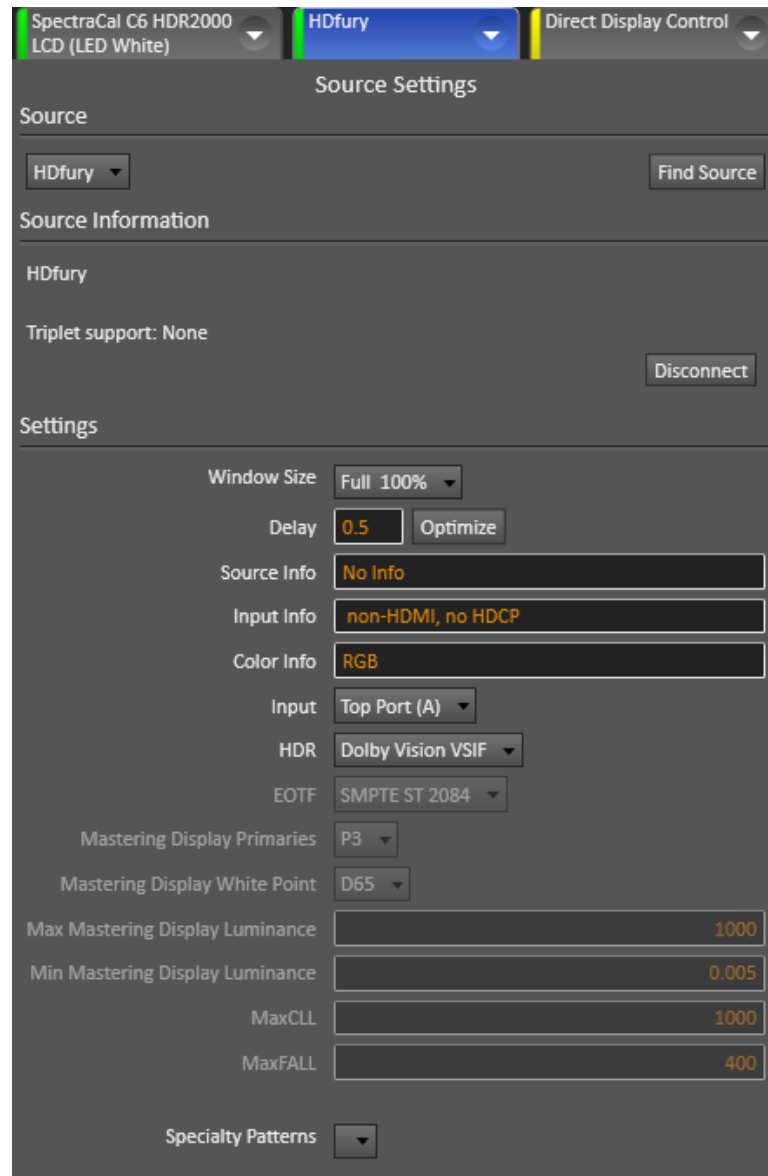 SpectraCal C6 HDR2000
LCD (LED White)
HDfury
Direct Display Control
Source Settings
Source
HDfury
Find Source
Source Information
HDfury
Triplet support: None
Disconnect
Settings
Window Size Full 100%
Delay 0.5 Optimize
Source Info No Info
Input Info non-HDMI, no HDCP
Color Info RGB
Input Top Port (A)
HDR Dolby Vision VSIF
EOTF SMPTE ST 2084
Mastering Display Primaries P3
Mastering Display White Point D65
Max Mastering Display Luminance 1000
Min Mastering Display Luminance 0.005
MaxCLL 1000
MaxFALL 400
Specialty Patterns